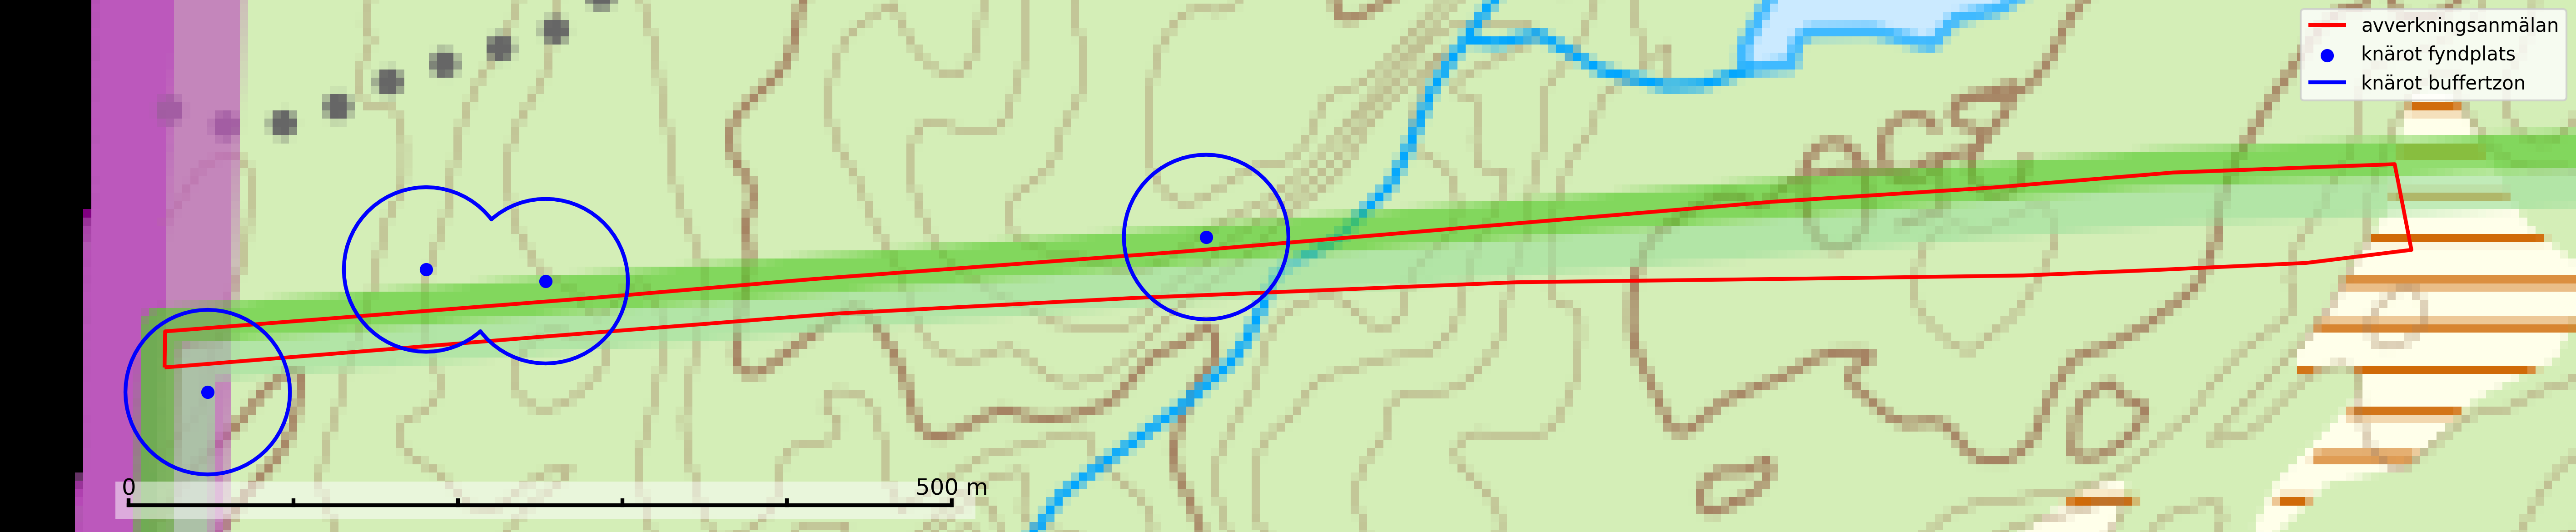 avverkningsanmälan
knärot fyndplats
knärot buffertzon
0 500 m